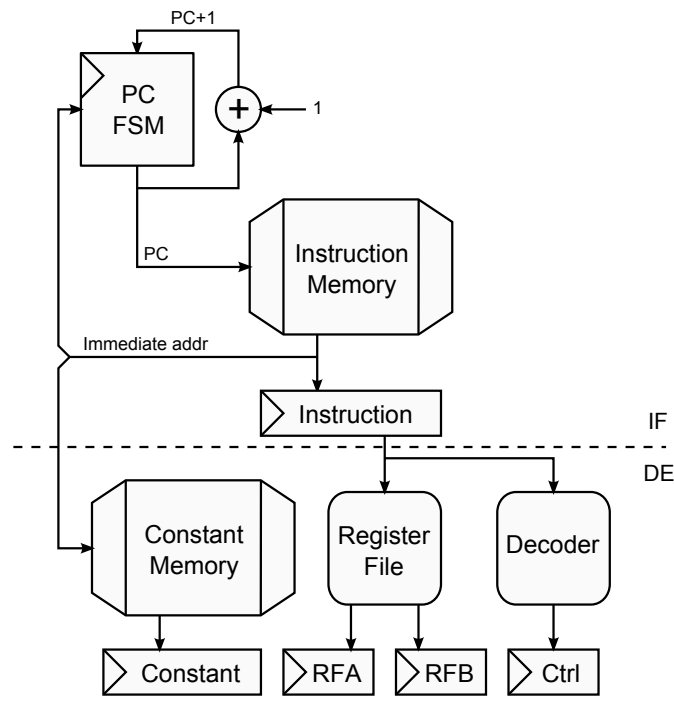 PC+1
PC
FSM
+
1
PC
Instruction
Memory
Immediate addr
Instruction
IF
DE
Constant
Memory
Register
File
Decoder
Constant
RFA
RFB
Ctrl